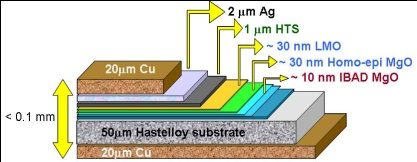 2 µm Ag
1 µm HTS
~ 30 nm LMO
~ 30 nm Homo-epi MgO
~ 10 nm IBAD MgO
20µm Cu
< 0.1 mm
50µm Hastelloy substrate
20µm Cu